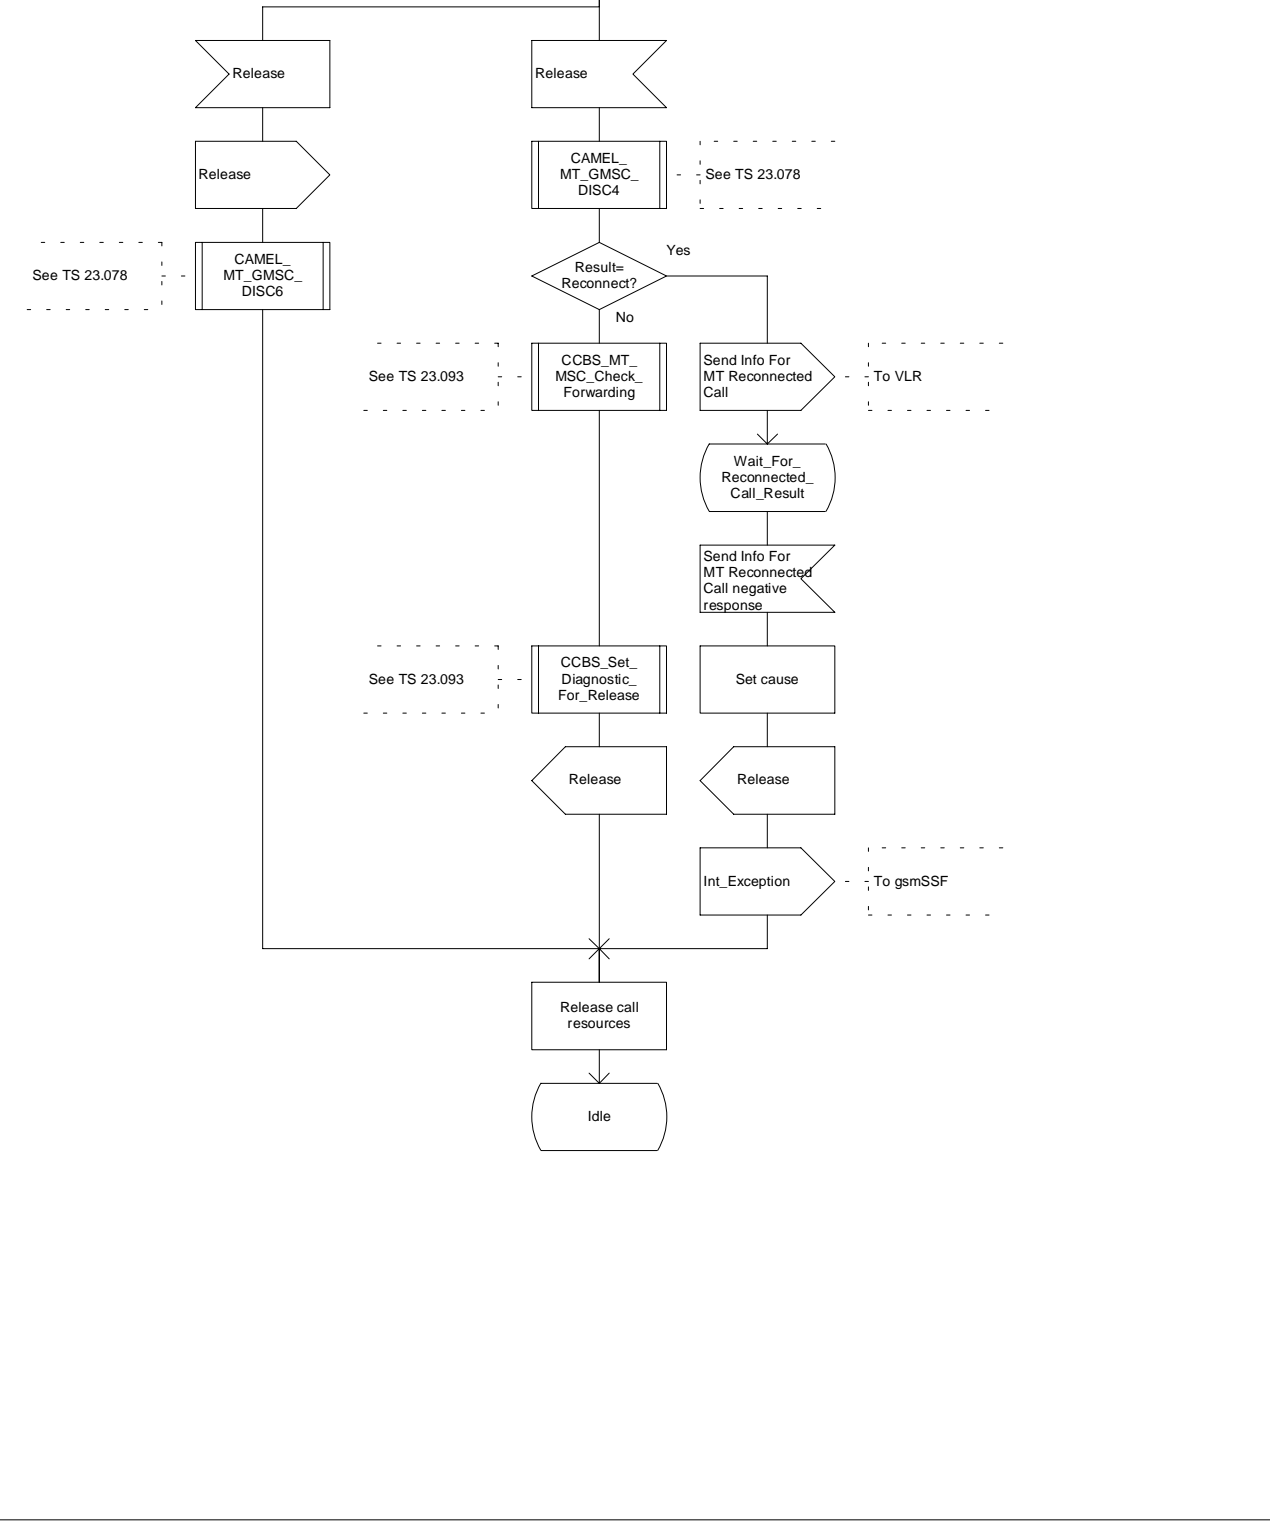 Release
Release
Release
CAMEL_
MT_GMSC_
DISC4
See TS 23.078
See TS 23.078
CAMEL_
MT_GMSC_
DISC6
Result=
Reconnect?
Yes
No
See TS 23.093
CCBS_MT_
MSC_Check_
Forwarding
Send Info For
MT Reconnected
Call
To VLR
Wait_For_
Reconnected_
Call_Result
Send Info For
MT Reconnected
Call negative
response
See TS 23.093
CCBS_Set_
Diagnostic_
For_Release
Set cause
Release
Release
Int_Exception
To gsmSSF
Release call
resources
Idle